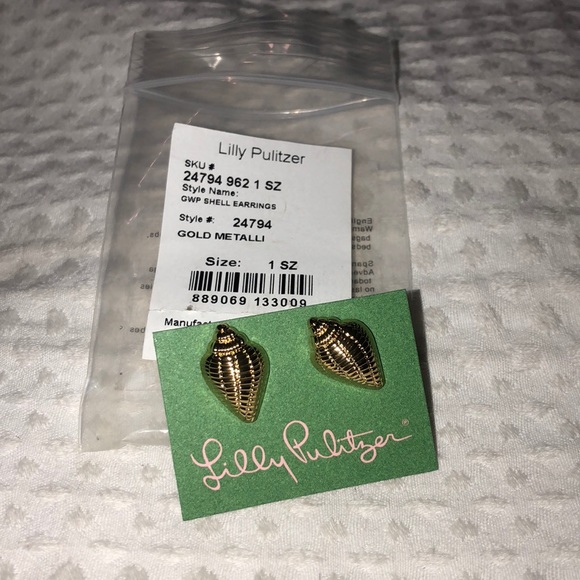 Lilly Pulitzer
SKU #
24794 962 1 SZ
Style Name:
GWP SHELL EARRINGS
Style #: 24794
GOLD METALLI
Size: 1 SZ
889069 133009
Lilly Pulitzer®